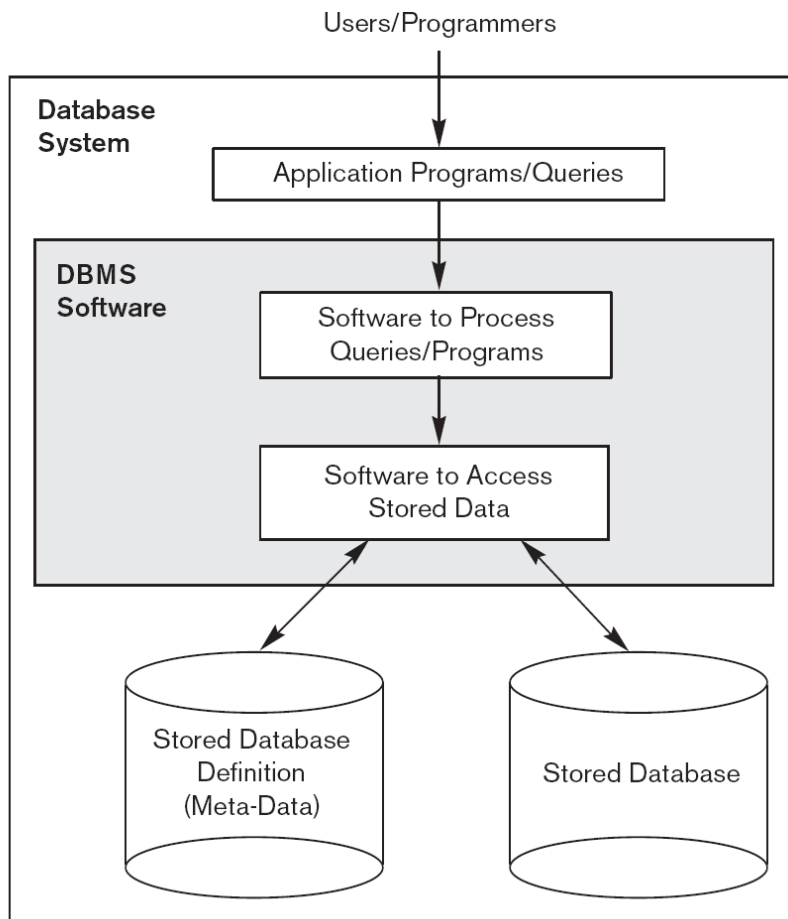 Users/Programmers
Database
System
Application Programs/Queries
DBMS
Software
Software to Process
Queries/Programs
Software to Access
Stored Data
Stored Database
Definition
(Meta-Data)
Stored Database